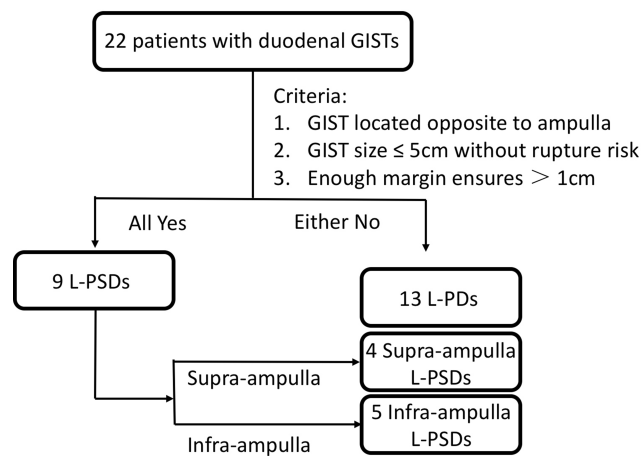 22 patients with duodenal GISTs
Criteria:
1. GIST located opposite to ampulla
2. GIST size ≤ 5cm without rupture risk
3. Enough margin ensures ＞ 1cm
All Yes
Either No
9 L-PSDs
13 L-PDs
Supra-ampulla
4 Supra-ampulla
L-PSDs
Infra-ampulla
5 Infra-ampulla
L-PSDs